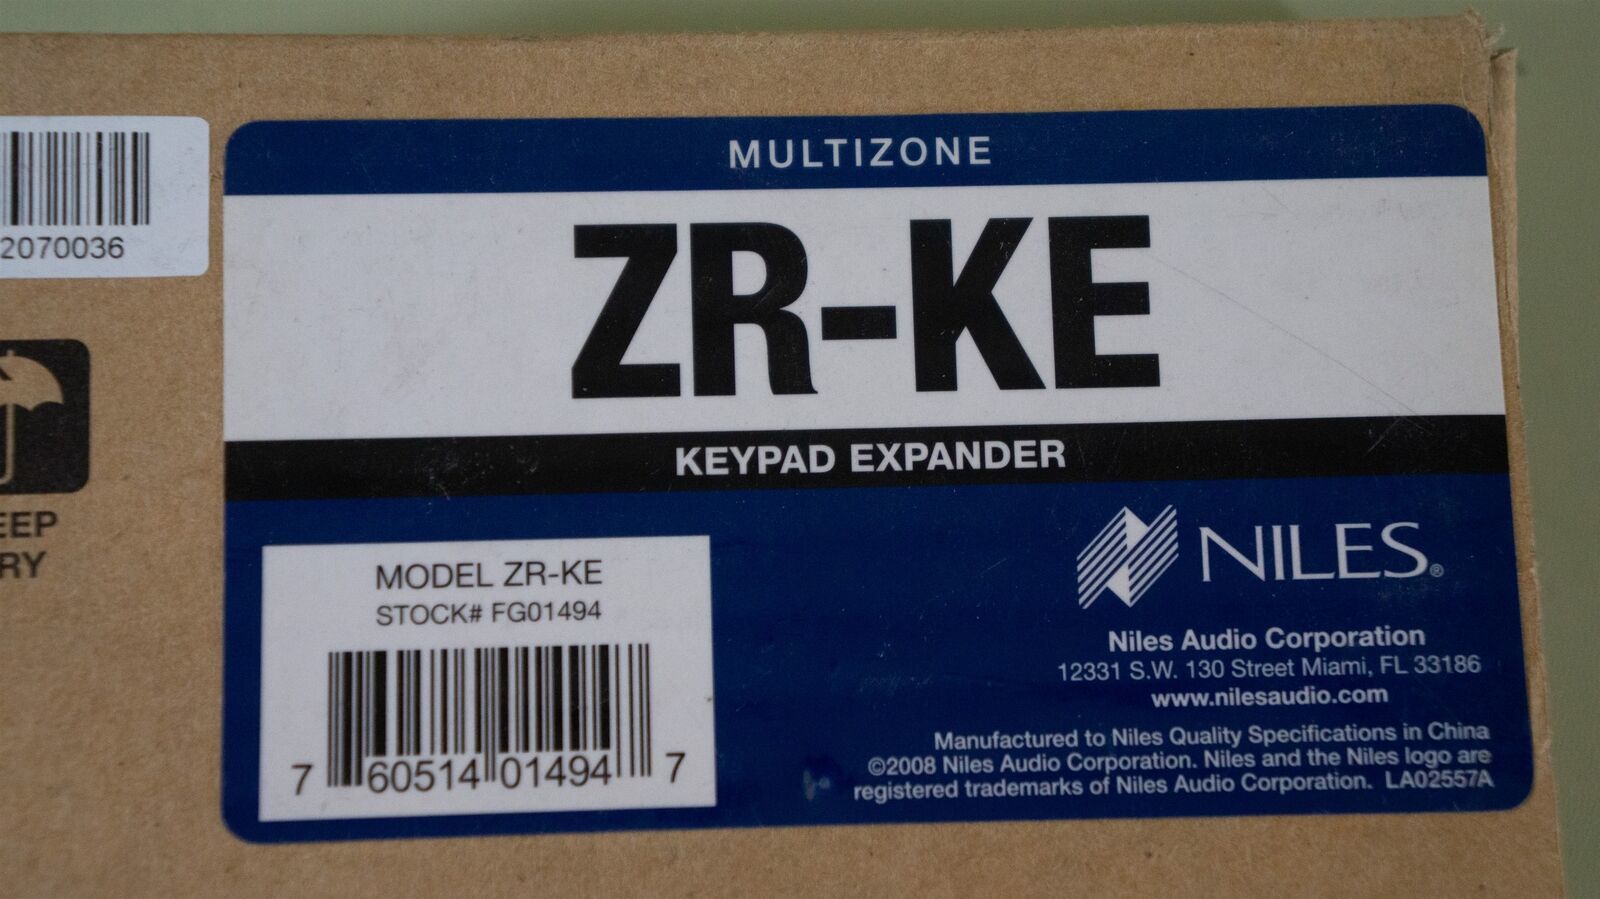 2070036
EEP
RY
MULTIZONE
ZR-KE
KEYPAD EXPANDER
MODEL ZR-KE
STOCK# FG01494
7 60514 01494 7
NILES®
Niles Audio Corporation
12331 S.W. 130 Street Miami, FL 33186
www.nilesaudio.com
Manufactured to Niles Quality Specifications in China
©2008 Niles Audio Corporation. Niles and the Niles logo are
registered trademarks of Niles Audio Corporation. LA02557A